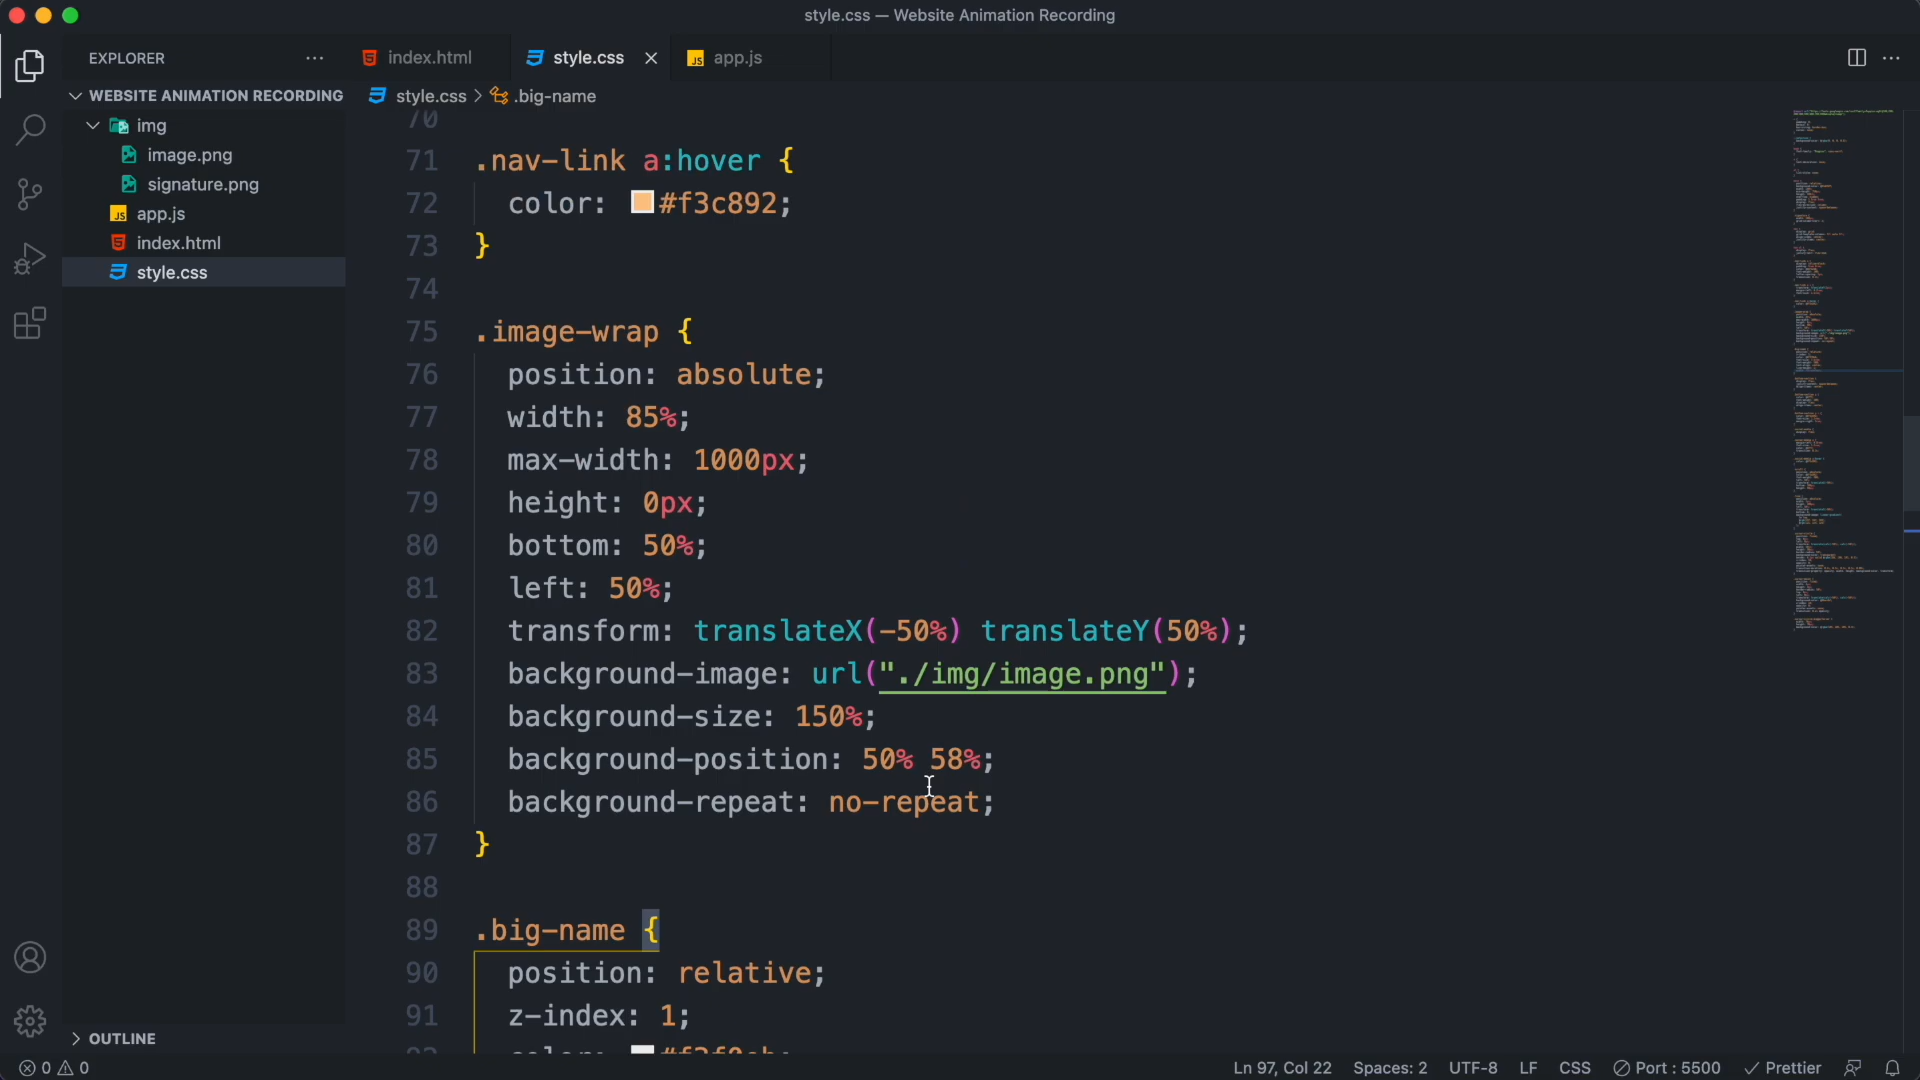 style.css — Website Animation Recording
EXPLORER
index.html
style.css
app.js
WEBSITE ANIMATION RECORDING
style.css > .big-name
img
image.png
signature.png
app.js
index.html
style.css
70
71 .nav-link a:hover {
72 color: #f3c892;
73 }
74
75 .image-wrap {
76 position: absolute;
77 width: 85%;
78 max-width: 1000px;
79 height: 0px;
80 bottom: 50%;
81 left: 50%;
82 transform: translateX(-50%) translateY(50%);
83 background-image: url("./img/image.png");
84 background-size: 150%;
85 background-position: 50% 58%;
86 background-repeat: no-repeat;
87 }
88
89 .big-name {
90 position: relative;
91 z-index: 1;
OUTLINE
0 0
Ln 97, Col 22 Spaces: 2 UTF-8 LF CSS Port : 5500 Prettier